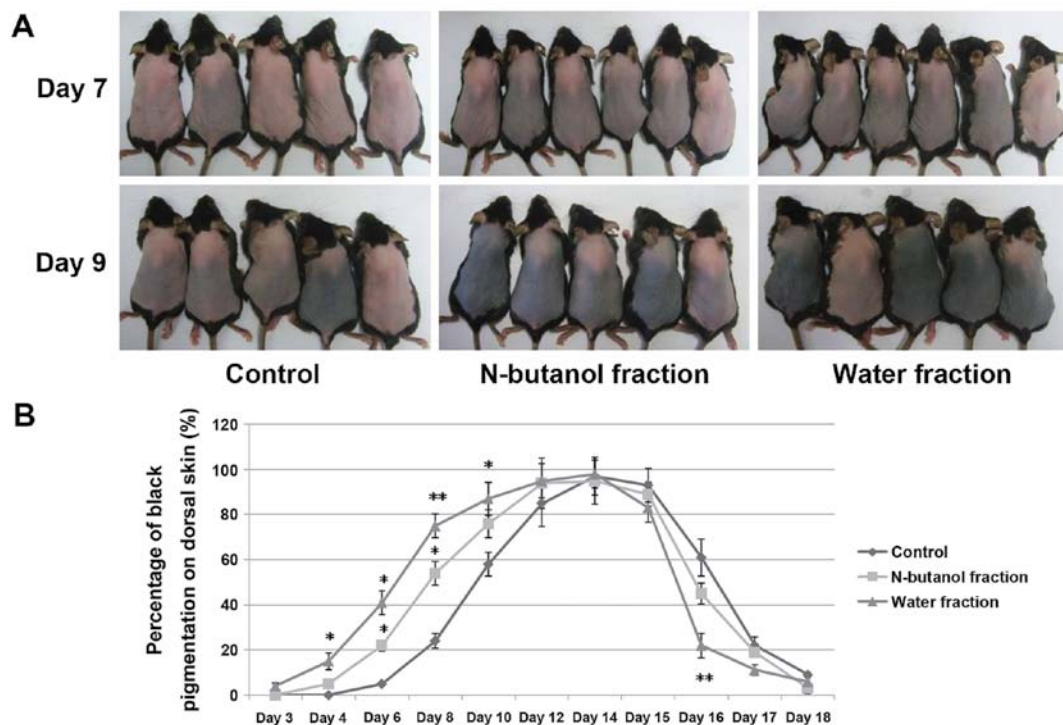 A
Day 7
Day 9
Control
N-butanol fraction
Water fraction
B
Percentage of black
pigmentation on dorsal skin (%)
120
100
80
60
40
20
0
*
*
*
**
*
*
**
Day 3
Day 4
Day 6
Day 8
Day 10
Day 12
Day 14
Day 15
Day 16
Day 17
Day 18
Control
N-butanol fraction
Water fraction